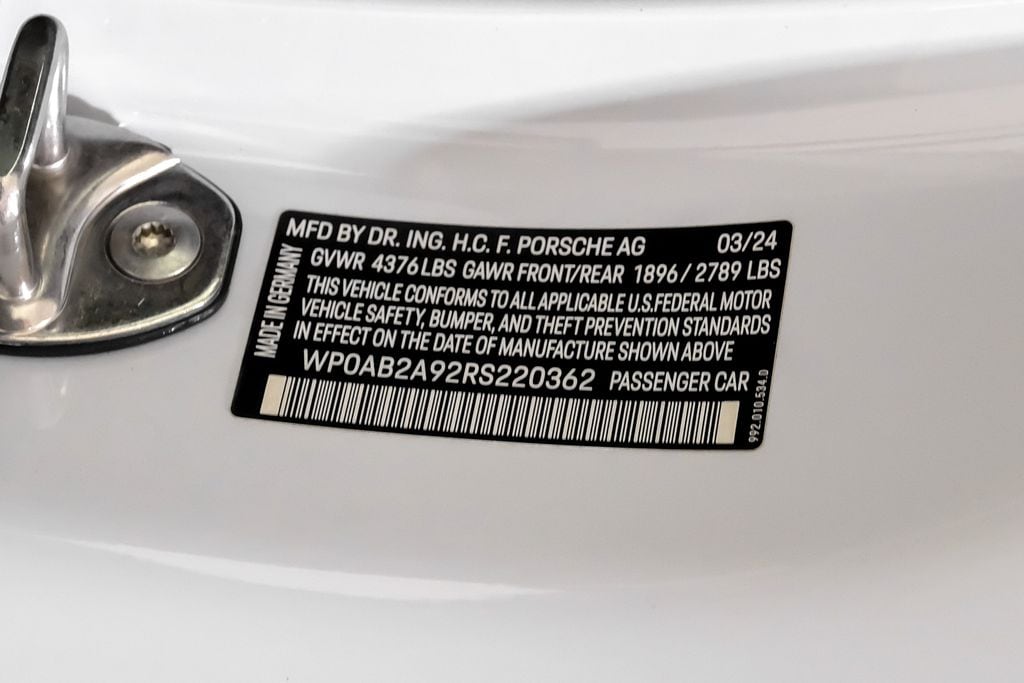 MFD BY DR. ING. H.C. F. PORSCHE AG 03/24
GVWR 4376 LBS GAWR FRONT/REAR 1896 / 2789 LBS
THIS VEHICLE CONFORMS TO ALL APPLICABLE U.S. FEDERAL MOTOR
VEHICLE SAFETY, BUMPER, AND THEFT PREVENTION STANDARDS
IN EFFECT ON THE DATE OF MANUFACTURE SHOWN ABOVE
WP0AB2A92RS220362 PASSENGER CAR
MADE IN GERMANY
992.010.534.D